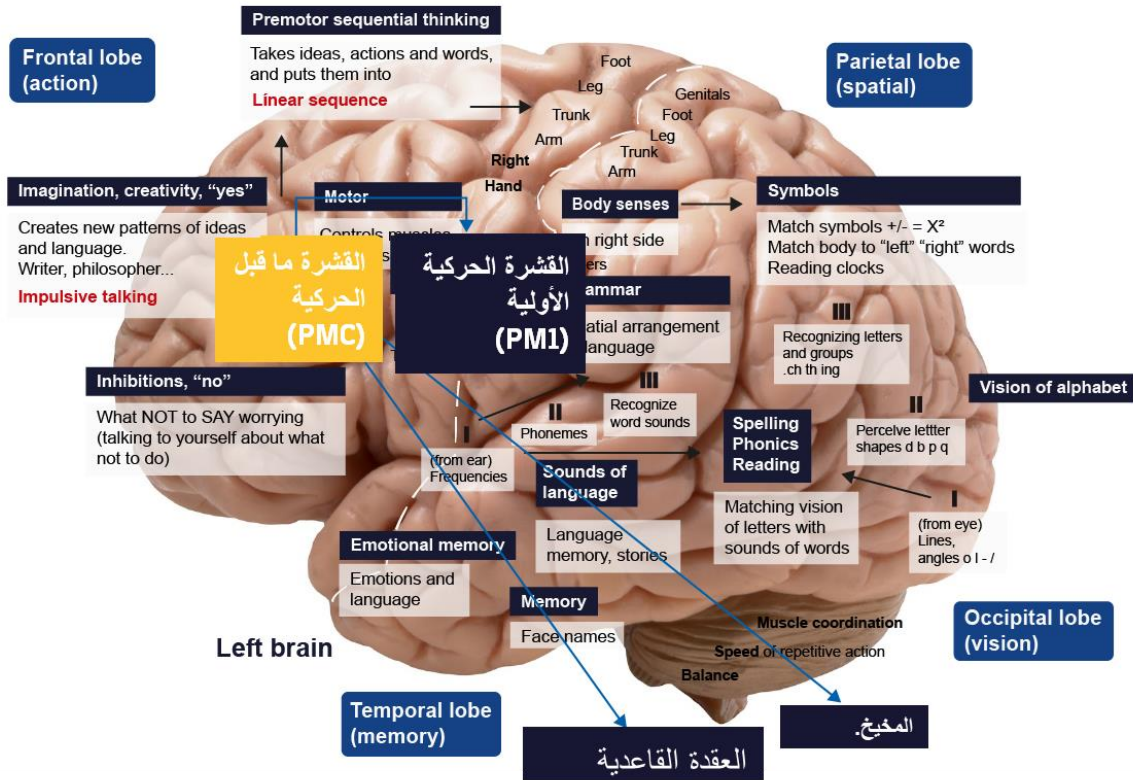 Premotor sequential thinking
Takes ideas, actions and words,
and puts them into
Línear sequence
Frontal lobe
(action)
Parietal lobe
(spatial)
Foot
Leg
Trunk
Arm
Right
Hand
Genitals
Foot
Leg
Trunk
Arm
Imagination, creativity, “yes”
Creates new patterns of ideas
and language.
Writer, philosopher...
Impulsive talking
Motor
Controls muscles
Body senses
right side
Symbols
Match symbols +/- = X²
Match body to “left” “right” words
Reading clocks
القشرة ما قبل
الحركية
(PMC)
القشرة الحركية
الأولية
(PM1)
arrangement
language
III
Recognizing letters
and groups
.ch th ing
Inhibitions, “no”
What NOT to SAY worrying
(talking to yourself about what
not to do)
I
(from ear)
Frequencies
II
Phonemes
III
Recognize
word sounds
Sounds of
language
Language
memory, stories
Spelling
Phonics
Reading
Matching vision
of letters with
sounds of words
Vision of alphabet
II
Percelve lettter
shapes d b p q
I
(from eye)
Lines,
angles o l - /
Emotional memory
Emotions and
language
Memory
Face names
Left brain
Muscle coordination
Speed of repetitive action
Balance
Occipital lobe
(vision)
Temporal lobe
(memory)
المخيخ.
العقدة القاعدية